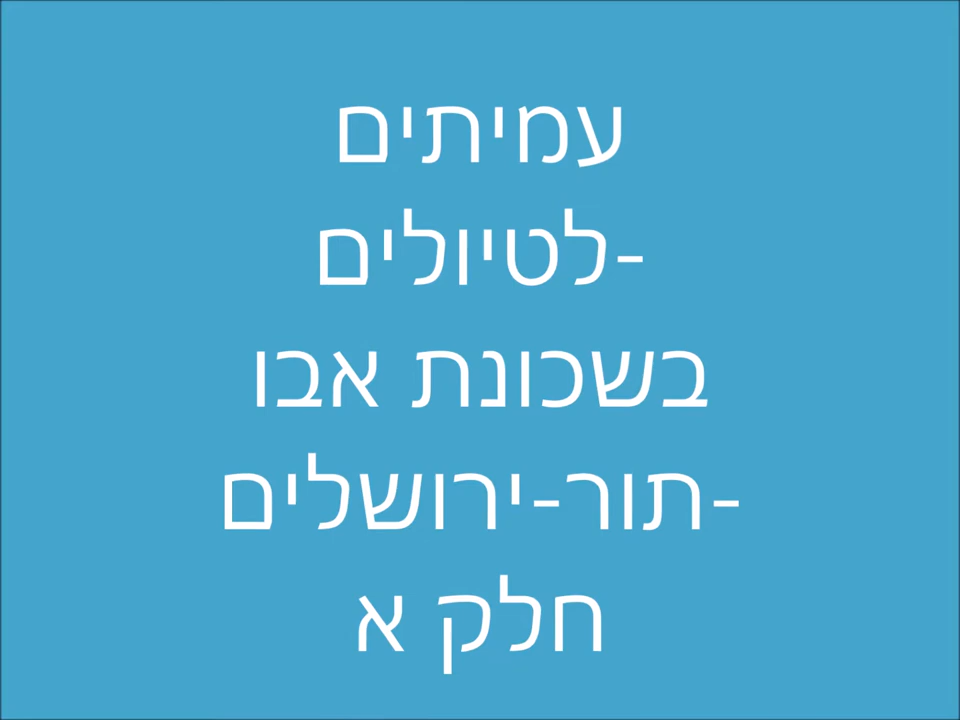 עמיתים
לטיולים-
בשכונת אבו
תור-ירושלים-
חלק א